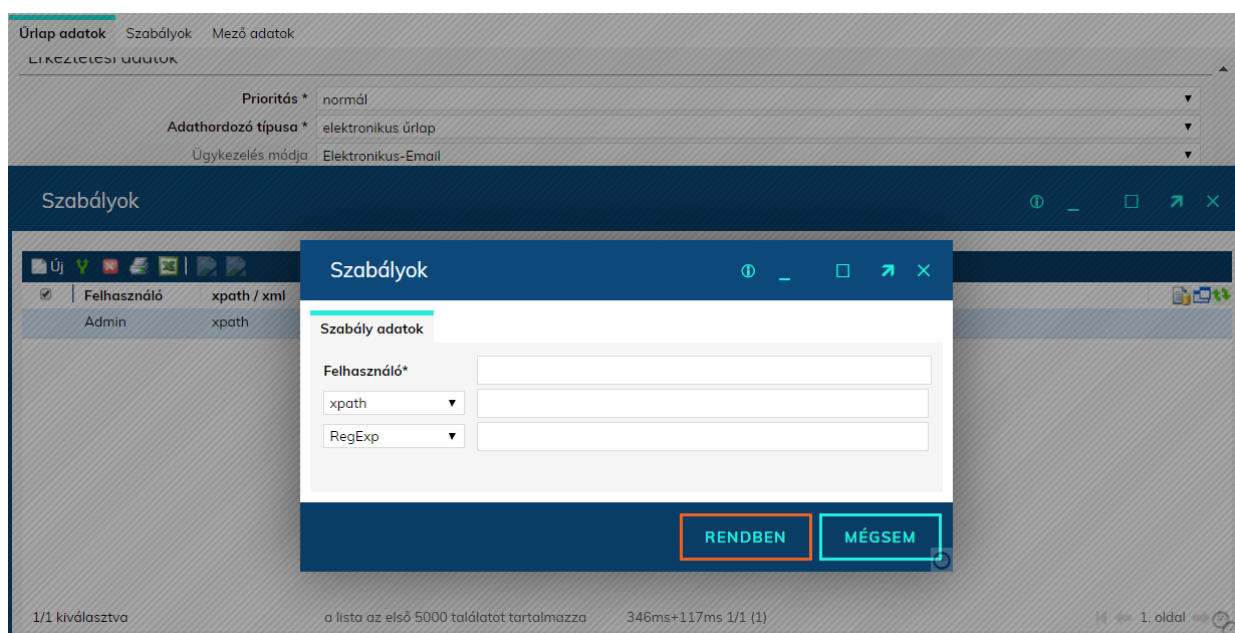 Űrlap adatok Szabályok Mező adatok
Érkeztetési adatok
Prioritás * normál
Adathordozó típusa * elektronikus űrlap
Ügykezelés módja Elektronikus-Email
Szabályok
Új
Felhasználó xpath / xml
Admin xpath
Szabályok
Szabály adatok
Felhasználó*
xpath
RegExp
RENDBEN MÉGSEM
1/1 kiválasztva a lista az első 5000 találatot tartalmazza 346ms+117ms 1/1 (1) 1. oldal